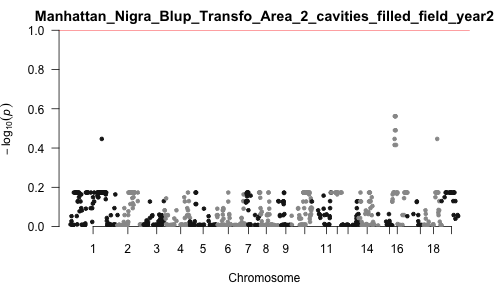 Manhattan_Nigra_Blup_Transfo_Area_2_cavities_filled_field_year2
1.0
0.8
0.6
0.4
0.2
0.0
− log10(p)
1 2 3 4 5 6 7 8 9 11 14 16 18
Chromosome